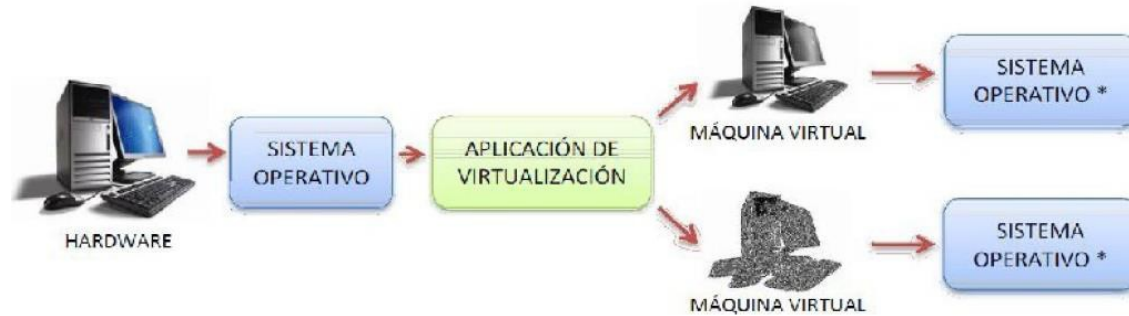 HARDWARE
SISTEMA
OPERATIVO
APLICACIÓN DE
VIRTUALIZACIÓN
MÁQUINA VIRTUAL
SISTEMA
OPERATIVO *
MÁQUINA VIRTUAL
SISTEMA
OPERATIVO *